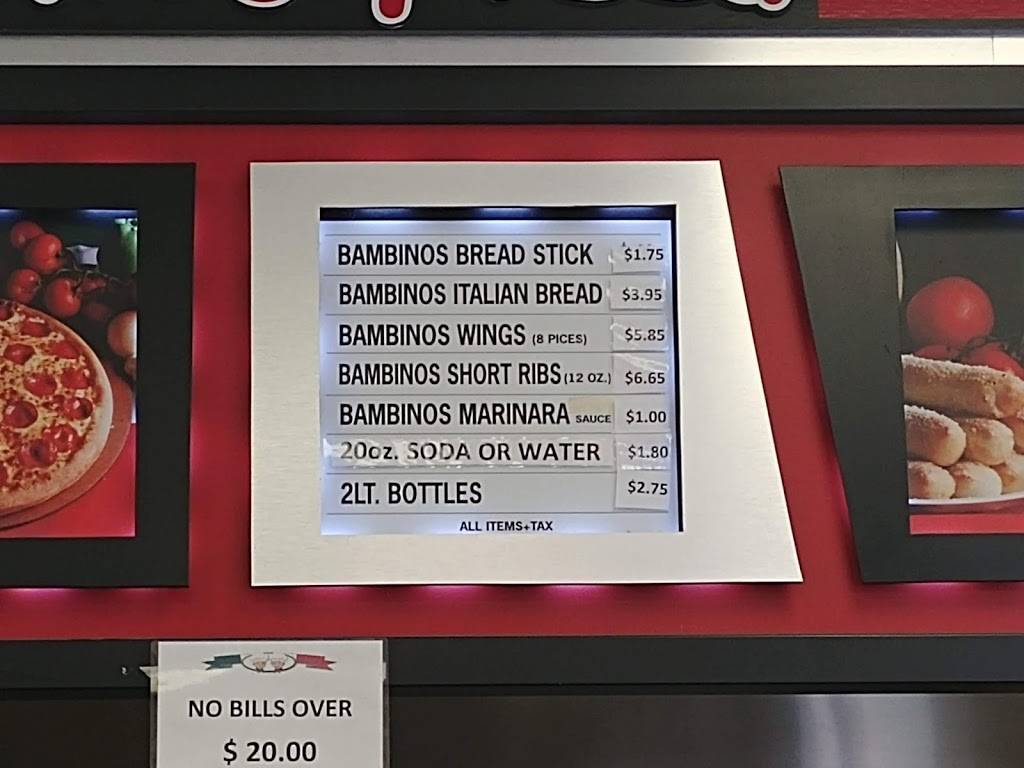 BAMBINOS BREAD STICK $1.75
BAMBINOS ITALIAN BREAD $3.95
BAMBINOS WINGS (8 PICES) $5.85
BAMBINOS SHORT RIBS (12 OZ.) $6.65
BAMBINOS MARINARA SAUCE $1.00
20oz. SODA OR WATER $1.80
2LT. BOTTLES $2.75
ALL ITEMS+TAX
NO BILLS OVER
$ 20.00